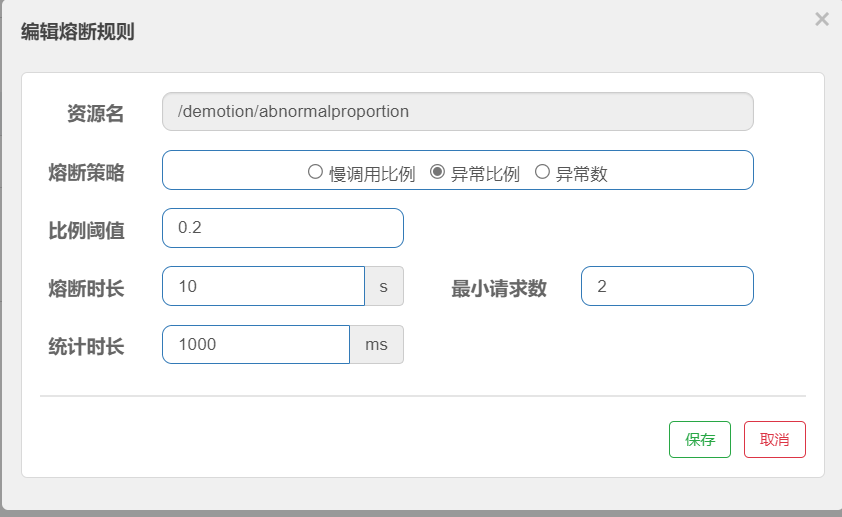 编辑熔断规则
×
资源名 /demotion/abnormalproportion
熔断策略 慢调用比例 异常比例 异常数
比例阈值 0.2
熔断时长 10 s 最小请求数 2
统计时长 1000 ms
保存 取消